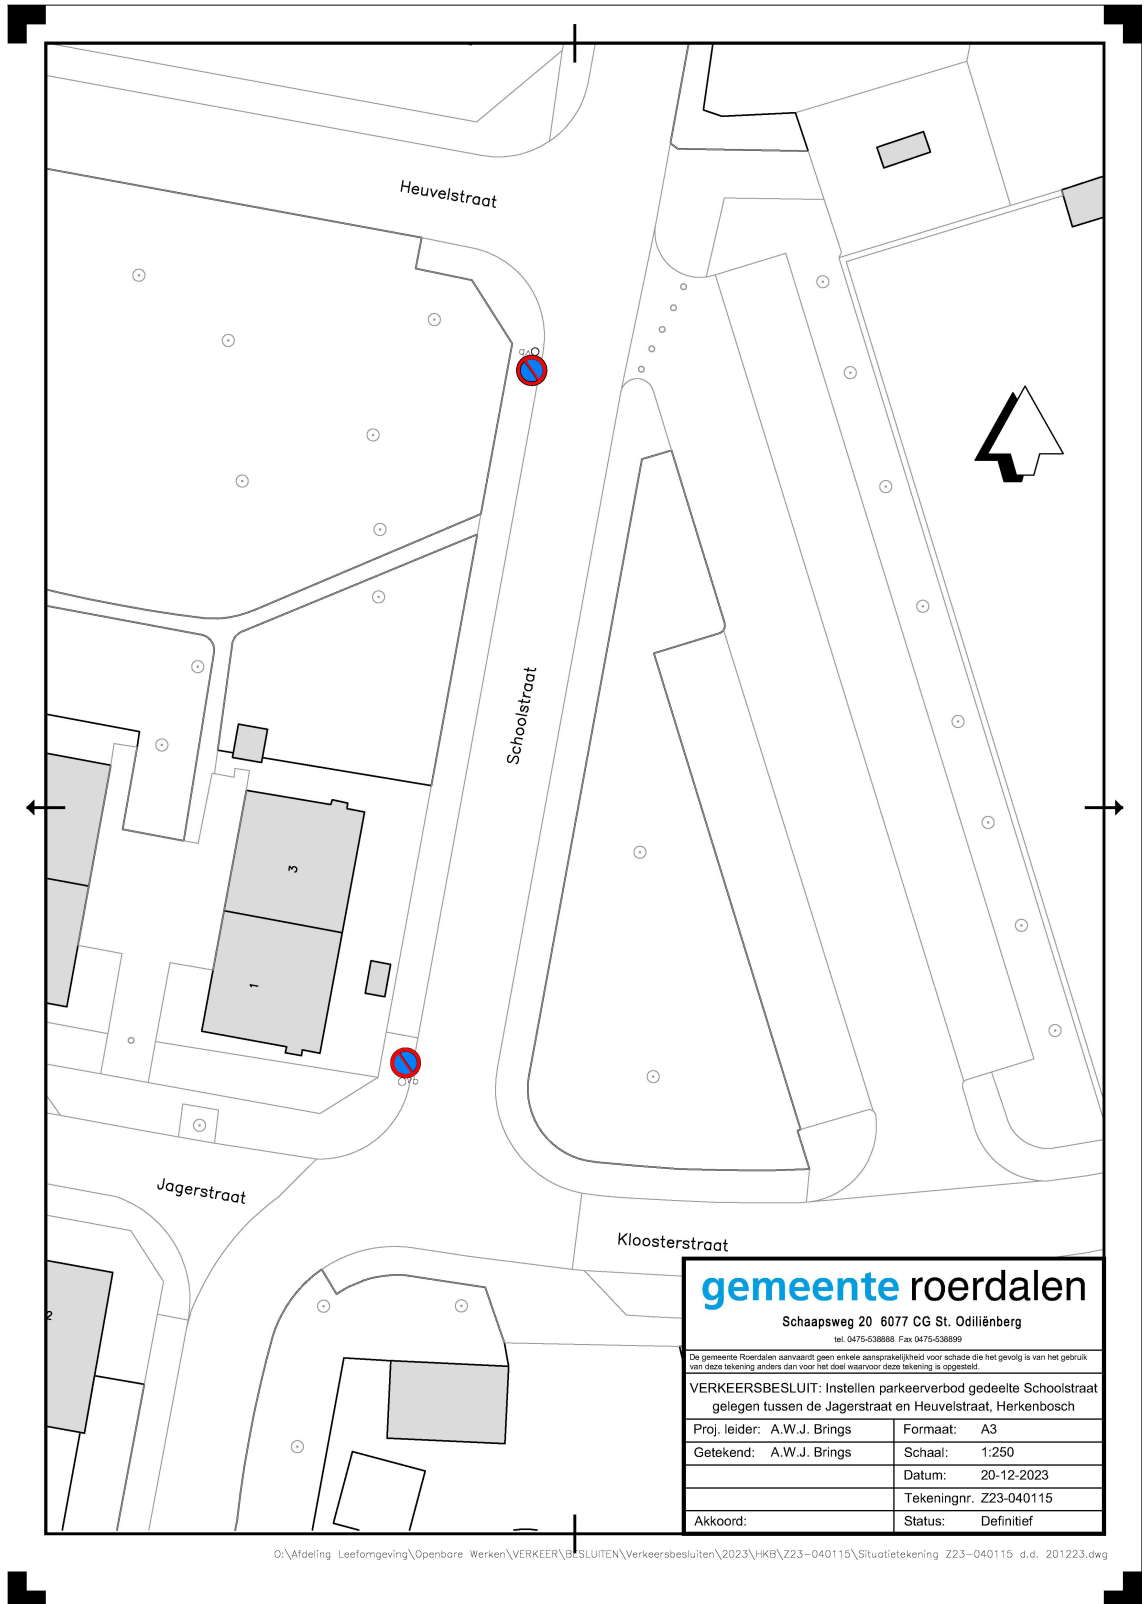 Heuvelstraat
OVb
Schoolstraat
3
1
OVb
Jagerstraat
Kloosterstraat
2
gemeente roerdalen
Schaapsweg 20 6077 CG St. Odiliënberg
tel. 0475-538888 Fax 0475-538899
De gemeente Roerdalen aanvaardt geen enkele aansprakelijkheid voor schade die het gevolg is van het gebruik
van deze tekening anders dan voor het doel waarvoor deze tekening is opgesteld.
VERKEERSBESLUIT: Instellen parkeerverbod gedeelte Schoolstraat
gelegen tussen de Jagerstraat en Heuvelstraat, Herkenbosch
Proj. leider: A.W.J. Brings Formaat: A3
Getekend: A.W.J. Brings Schaal: 1:250
Datum: 20-12-2023
Tekeningnr. Z23-040115
Akkoord: Status: Definitief
O:\Afdeling Leefomgeving\Openbare Werken\VERKEER\BESLUITEN\Verkeersbesluiten\2023\HKB\Z23-040115\Situatietekening Z23-040115 d.d. 201223.dwg